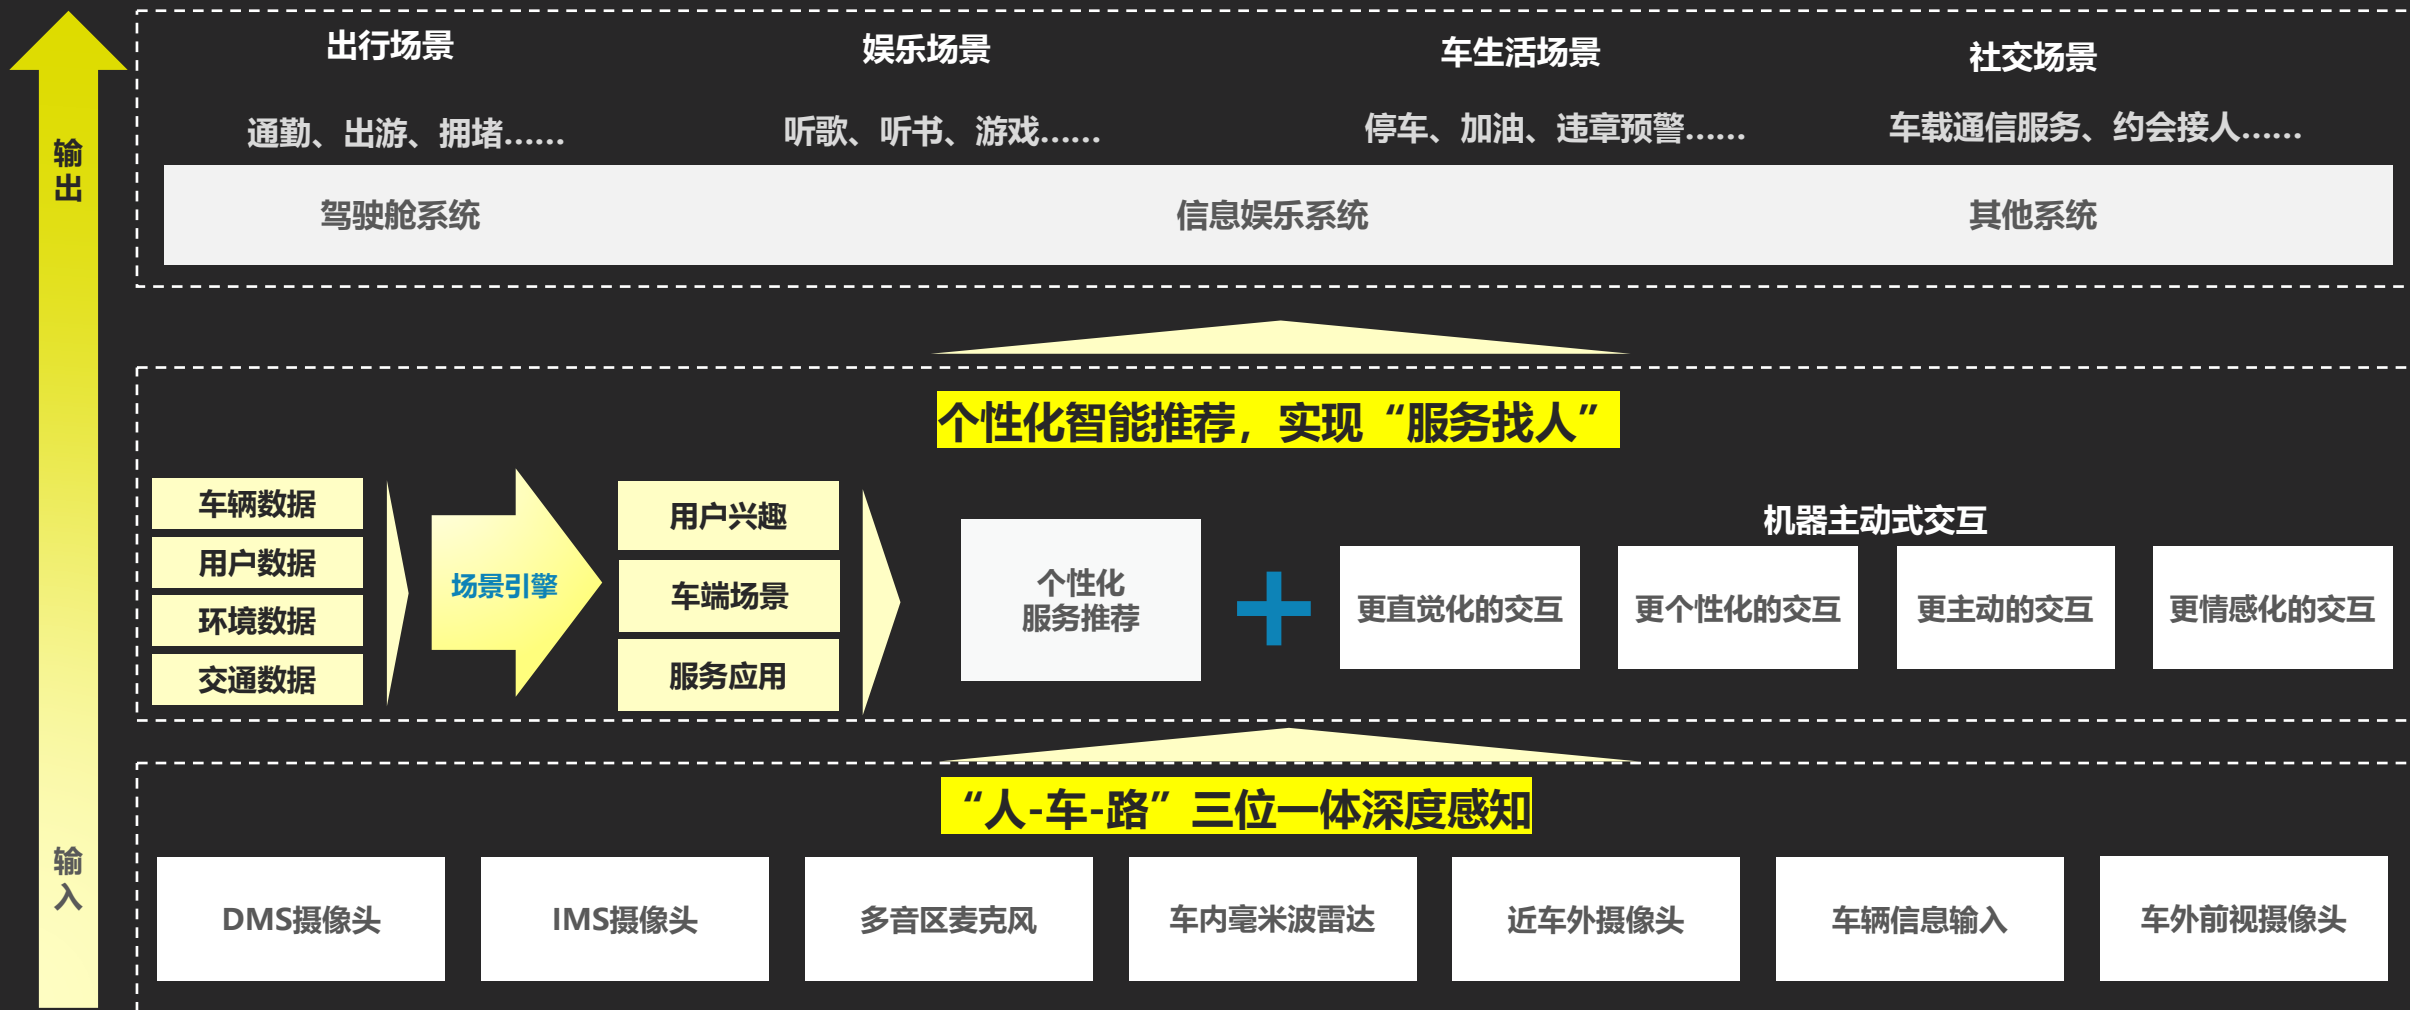 出行场景
娱乐场景
车生活场景
社交场景
通勤、出游、拥堵……
听歌、听书、游戏……
停车、加油、违章预警……
车载通信服务、约会接人……
输
出
驾驶舱系统
信息娱乐系统
其他系统
个性化智能推荐，实现“服务找人”
车辆数据
用户数据
环境数据
交通数据
场景引擎
用户兴趣
车端场景
服务应用
个性化
服务推荐
机器主动式交互
更直觉化的交互
更个性化的交互
更主动的交互
更情感化的交互
“人-车-路”三位一体深度感知
输
入
DMS摄像头
IMS摄像头
多音区麦克风
车内毫米波雷达
近车外摄像头
车辆信息输入
车外前视摄像头